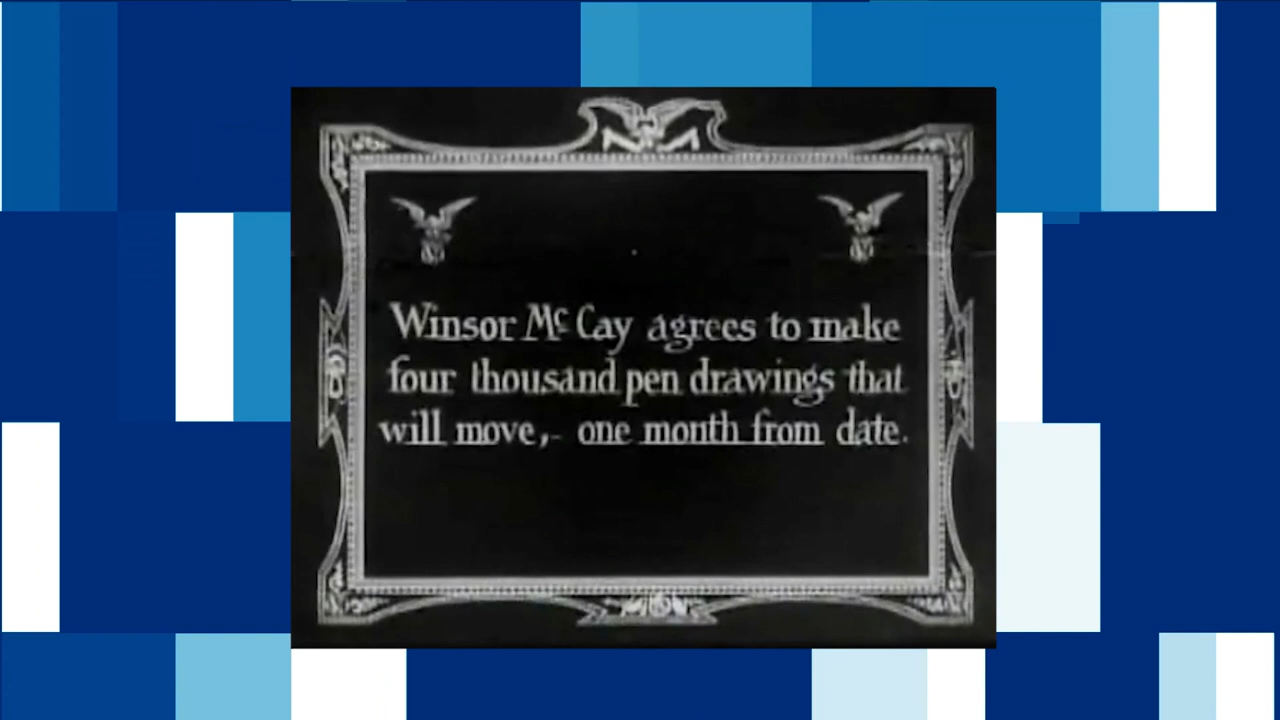 Winsor McCay agrees to make
four thousand pen drawings that
will move,- one month from date.